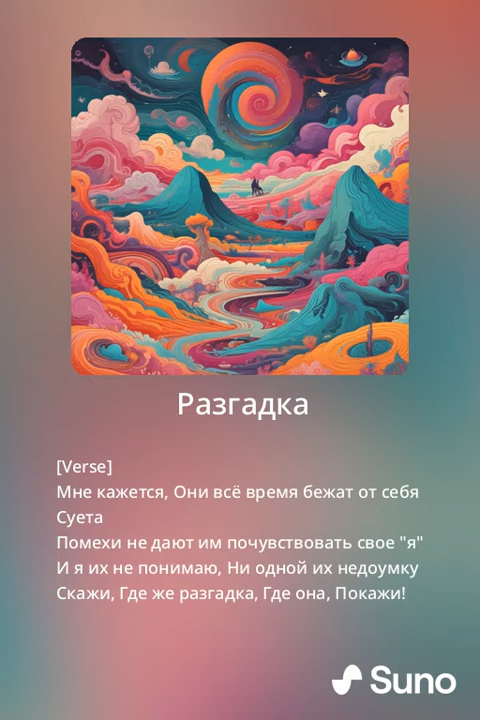 Разгадка
[Verse]
Мне кажется, Они всё время бежат от себя
Суета
Помехи не дают им почувствовать свое "я"
И я их не понимаю, Ни одной их недоумку
Скажи, Где же разгадка, Где она, Покажи!
Suno